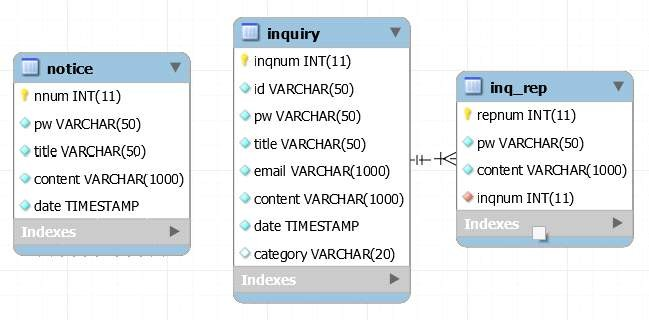 notice
nnum INT(11)
pw VARCHAR(50)
title VARCHAR(50)
content VARCHAR(1000)
date TIMESTAMP
Indexes
inquiry
inqnum INT(11)
id VARCHAR(50)
pw VARCHAR(50)
title VARCHAR(50)
email VARCHAR(1000)
content VARCHAR(1000)
date TIMESTAMP
category VARCHAR(20)
Indexes
inq_rep
repnum INT(11)
pw VARCHAR(50)
content VARCHAR(1000)
inqnum INT(11)
Indexes